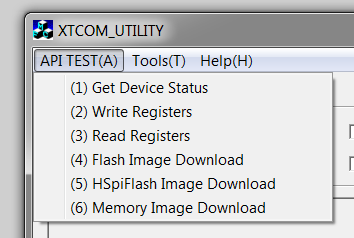 XTCOM_UTILITY
API TEST(A) Tools(T) Help(H)
(1) Get Device Status
(2) Write Registers
(3) Read Registers
(4) Flash Image Download
(5) HSpiFlash Image Download
(6) Memory Image Download